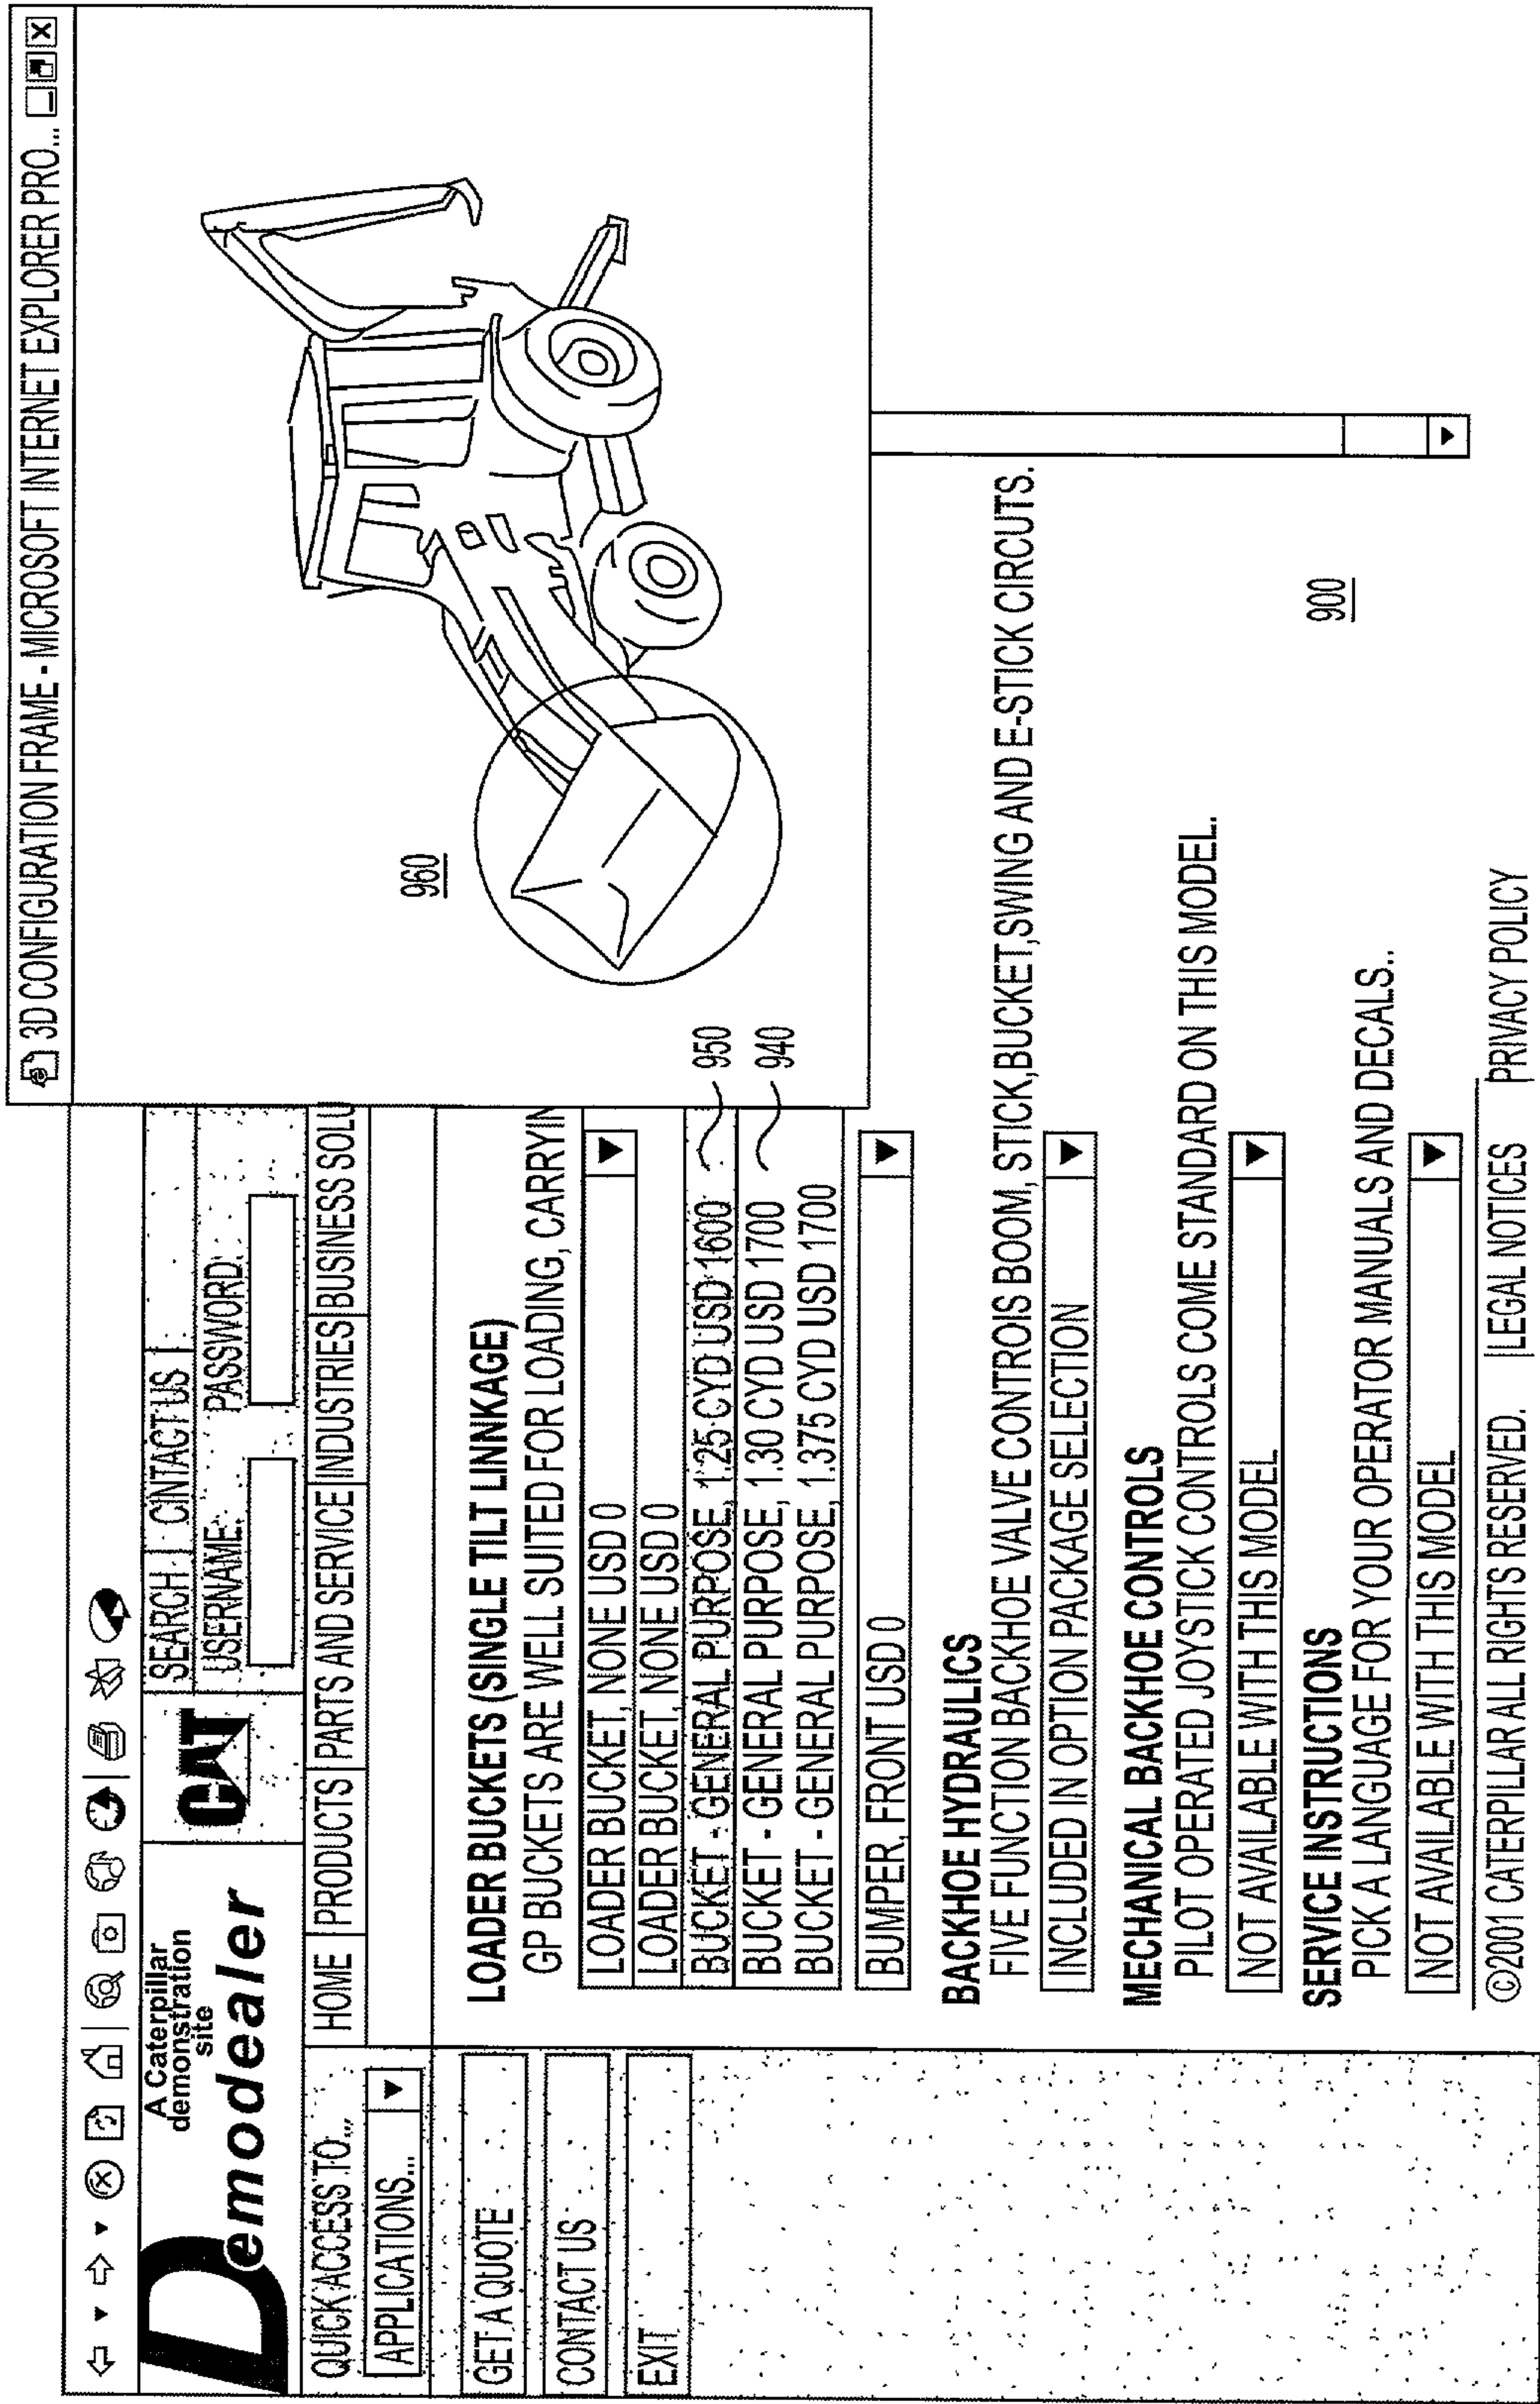 3D CONFIGURATION FRAME - MICROSOFT INTERNET EXPLORER PRO...
A Caterpillar
demonstration
site
Demodealer
CAT
SEARCH | CINTACT US |
USERNAME: PASSWORD:
QUICK ACCESS TO...
APPLICATIONS...
HOME | PRODUCTS | PARTS AND SERVICE | INDUSTRIES | BUSINESS SOLU
GET A QUOTE
CONTACT US
EXIT
LOADER BUCKETS (SINGLE TILT LINKAGE)
GP BUCKETS ARE WELL SUITED FOR LOADING, CARRYIN
LOADER BUCKET, NONE USD 0
LOADER BUCKET, NONE USD 0
BUCKET - GENERAL PURPOSE, 1.25 CYD USD 1600
BUCKET - GENERAL PURPOSE, 1.30 CYD USD 1700
BUCKET - GENERAL PURPOSE, 1.375 CYD USD 1700
950
940
960
BUMPER, FRONT USD 0
BACKHOE HYDRAULICS
FIVE FUNCTION BACKHOE VALVE CONTROIS BOOM, STICK,BUCKET,SWING AND E-STICK CIRCUTS.
INCLUDED IN OPTION PACKAGE SELECTION
MECHANICAL BACKHOE CONTROLS
PILOT OPERATED JOYSTICK CONTROLS COME STANDARD ON THIS MODEL.
NOT AVAILABLE WITH THIS MODEL
SERVICE INSTRUCTIONS
PICK A LANGUAGE FOR YOUR OPERATOR MANUALS AND DECALS..
NOT AVAILABLE WITH THIS MODEL
900
©2001 CATERPILLAR ALL RIGHTS RESERVED. |LEGAL NOTICES |PRIVACY POLICY